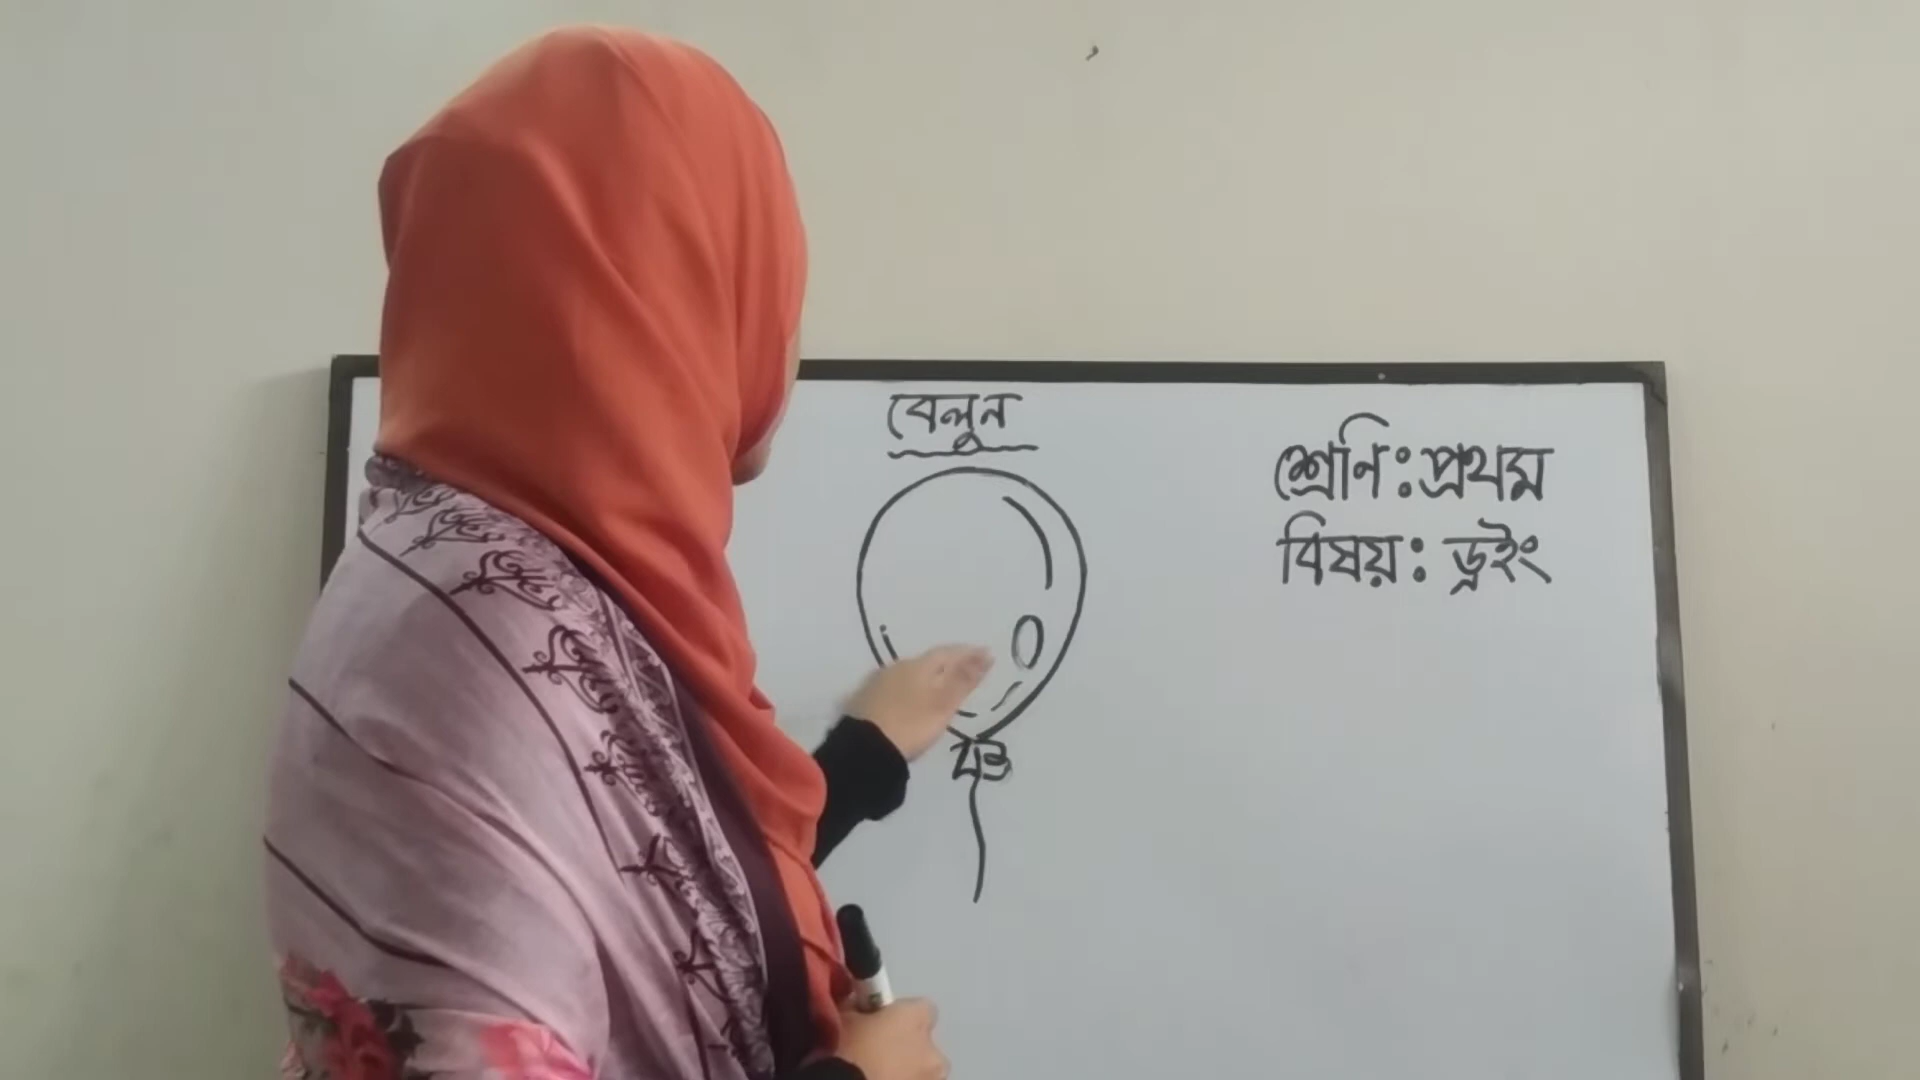 বেলুন
শ্রেণি : প্রথম
বিষয় : ড্রইং